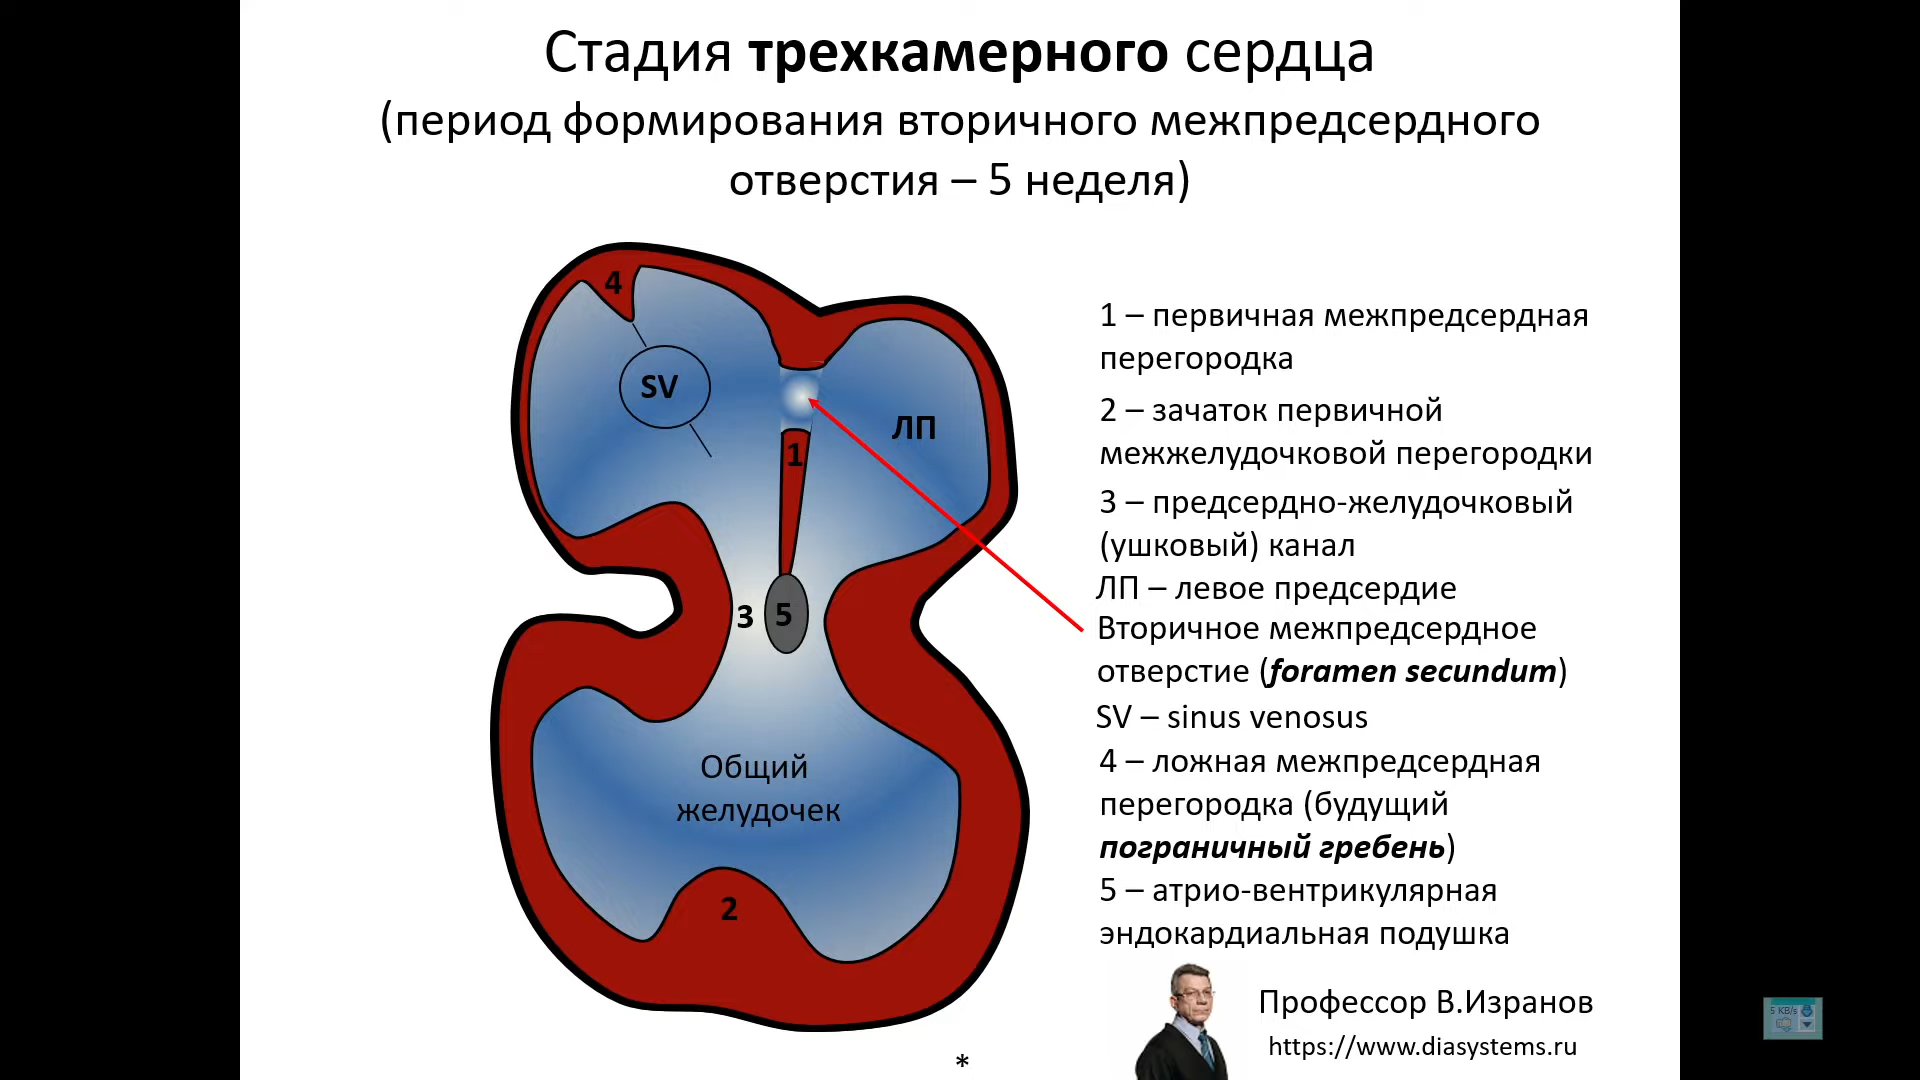 Стадия трехкамерного сердца
(период формирования вторичного межпредсердного
отверстия – 5 неделя)
4
SV
ЛП
1
3
5
Общий
желудочек
2
1 – первичная межпредсердная
перегородка
2 – зачаток первичной
межжелудочковой перегородки
3 – предсердно-желудочковый
(ушковый) канал
ЛП – левое предсердие
Вторичное межпредсердное
отверстие (foramen secundum)
SV – sinus venosus
4 – ложная межпредсердная
перегородка (будущий
пограничный гребень)
5 – атрио-вентрикулярная
эндокардиальная подушка
Профессор В.Изранов
https://www.diasystems.ru
*
5 KB/s